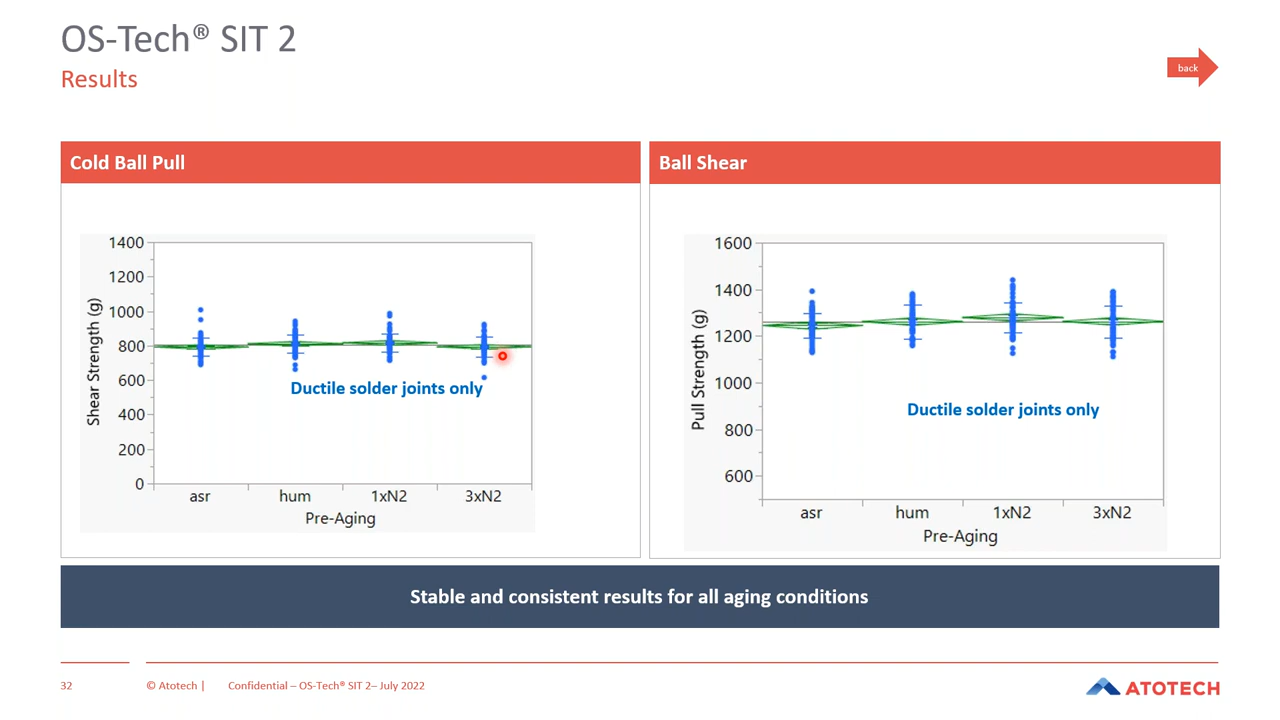 OS-Tech® SIT 2
Results
back
Cold Ball Pull
Shear Strength (g)
1400
1200
1000
800
600
400
200
0
Ductile solder joints only
asr hum 1xN2 3xN2
Pre-Aging
Ball Shear
Pull Strength (g)
1600
1400
1200
1000
800
600
Ductile solder joints only
asr hum 1xN2 3xN2
Pre-Aging
Stable and consistent results for all aging conditions
32 © Atotech | Confidential – OS-Tech® SIT 2– July 2022
ATOTECH